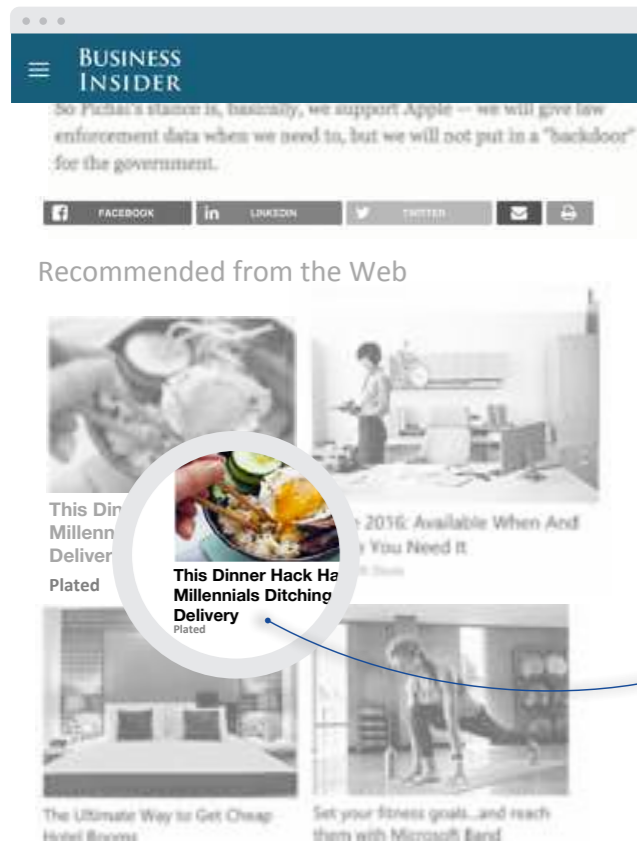 BUSINESS
INSIDER
So Pichai's stance is, basically, we support Apple — we will give law
enforcement data when we need to, but we will not put in a "backdoor"
for the government.
FACEBOOK
in LINKEDIN
TWITTER
Recommended from the Web
This Din
Millenn
Deliver
Plated
This Dinner Hack Ha
Millennials Ditching
Delivery
Plated
2016: Available When And
You Need It
The Ultimate Way to Get Cheap
Hotel Rooms
Set your fitness goals...and reach
them with Microsoft Band